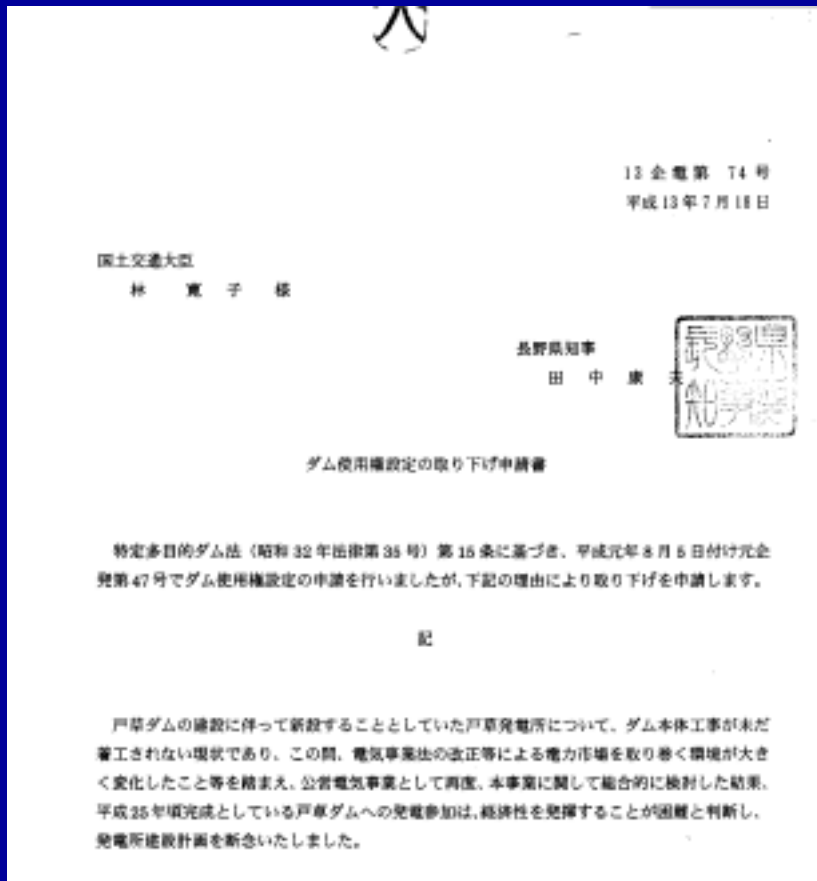 13 企電第 74 号
平成 13 年 7 月 18 日
国土交通大臣
林 寛 子 様
長野県知事
田 中 康 夫
長野県知事
ダム使用権設定の取り下げ申請書
特定多目的ダム法(昭和 32 年法律第 35 号)第 15 条に基づき、平成元年 8 月 5 日付け元企
発第 47 号でダム使用権設定の申請を行いましたが、下記の理由により取り下げを申請します。
記
戸草ダムの建設に伴って新設することとしていた戸草発電所について、ダム本体工事が未だ
着工されない現状であり、この間、電気事業法の改正等による電力市場を取り巻く環境が大き
く変化したこと等を踏まえ、公営電気事業として再度、本事業に関して総合的に検討した結果、
平成 25 年頃完成としている戸草ダムへの発電参加は、経済性を発揮することが困難と判断し、
発電所建設計画を断念いたしました。